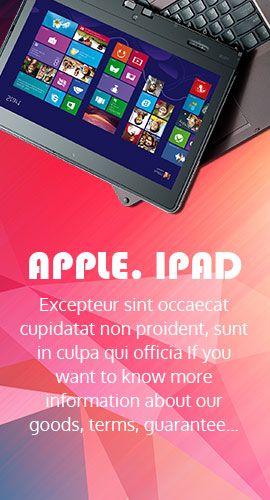 Start
APPLE. IPAD
Excepteur sint occaecat
cupidatat non proident, sunt
in culpa qui officia If you
want to know more
information about our
goods, terms, guarantee...